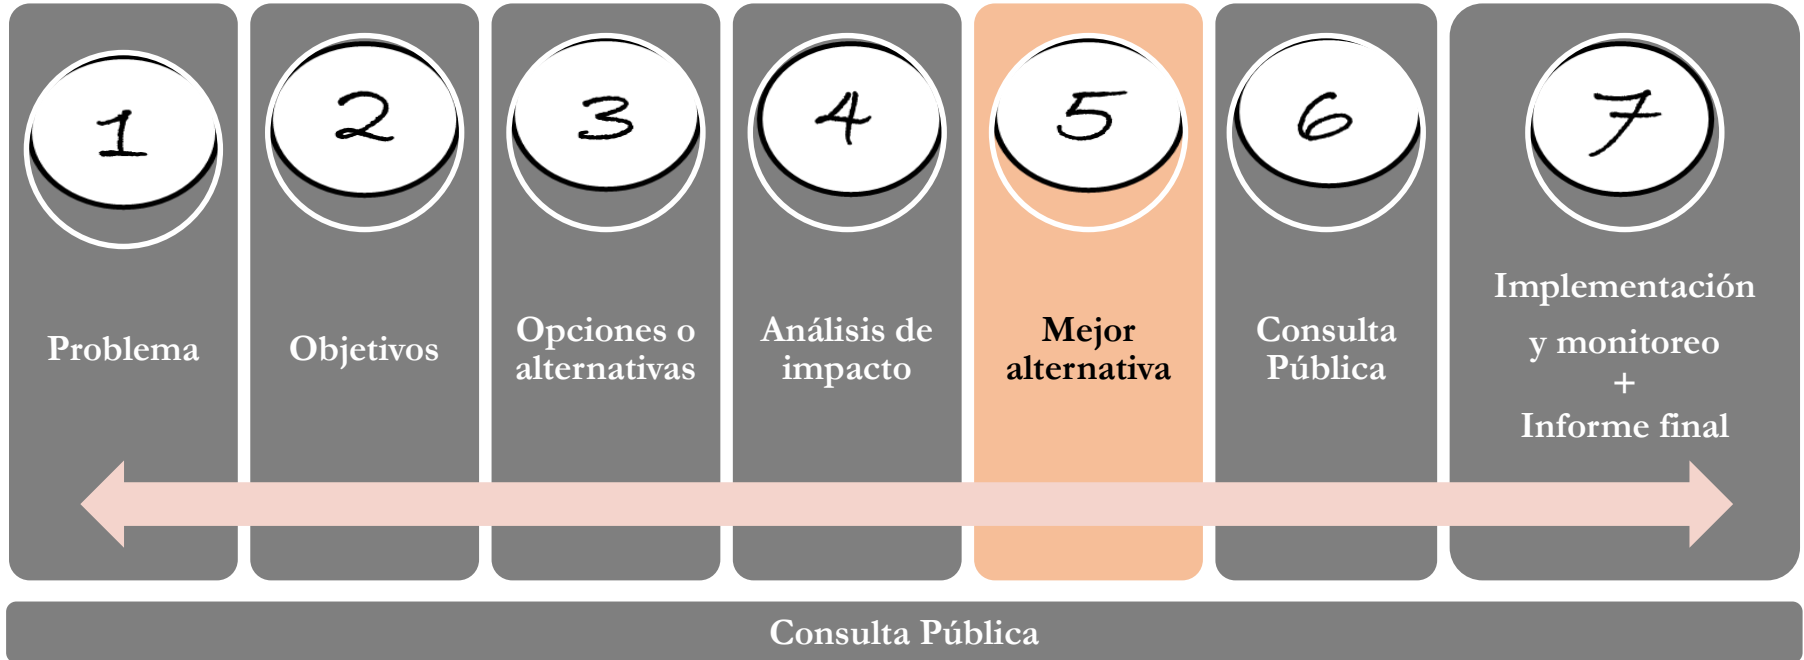 1
2
3
4
5
6
7
Problema
Objetivos
Opciones o
alternativas
Análisis de
impacto
Mejor
alternativa
Consulta
Pública
Implementación
y monitoreo
+
Informe final
Consulta Pública